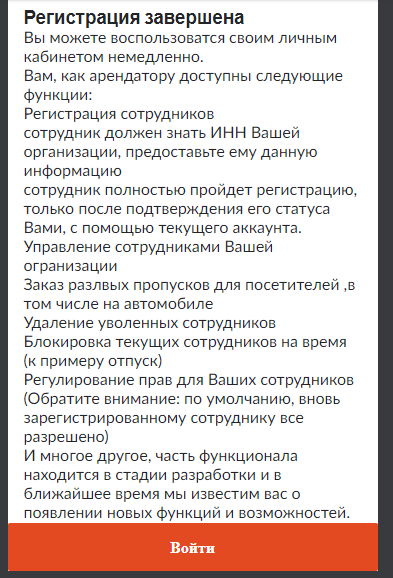 Регистрация завершена
Вы можете воспользоватся своим личным
кабинетом немедленно.
Вам, как арендатору доступны следующие
функции:
Регистрация сотрудников
сотрудник должен знать ИНН Вашей
организации, предоставьте ему данную
информацию
сотрудник полностью пройдет регистрацию,
только после подтверждения его статуса
Вами, с помощью текущего аккаунта.
Управление сотрудниками Вашей
огранизации
Заказ разлвых пропусков для посетителей ,в
том числе на автомобиле
Удаление уволенных сотрудников
Блокировка текущих сотрудников на время
(к примеру отпуск)
Регулирование прав для Ваших сотрудников
(Обратите внимание: по умолчанию, вновь
зарегистрированному сотруднику все
разрешено)
И многое другое, часть функционала
находится в стадии разработки и в
ближайшее время мы известим вас о
появлении новых функций и возможностей.
Войти